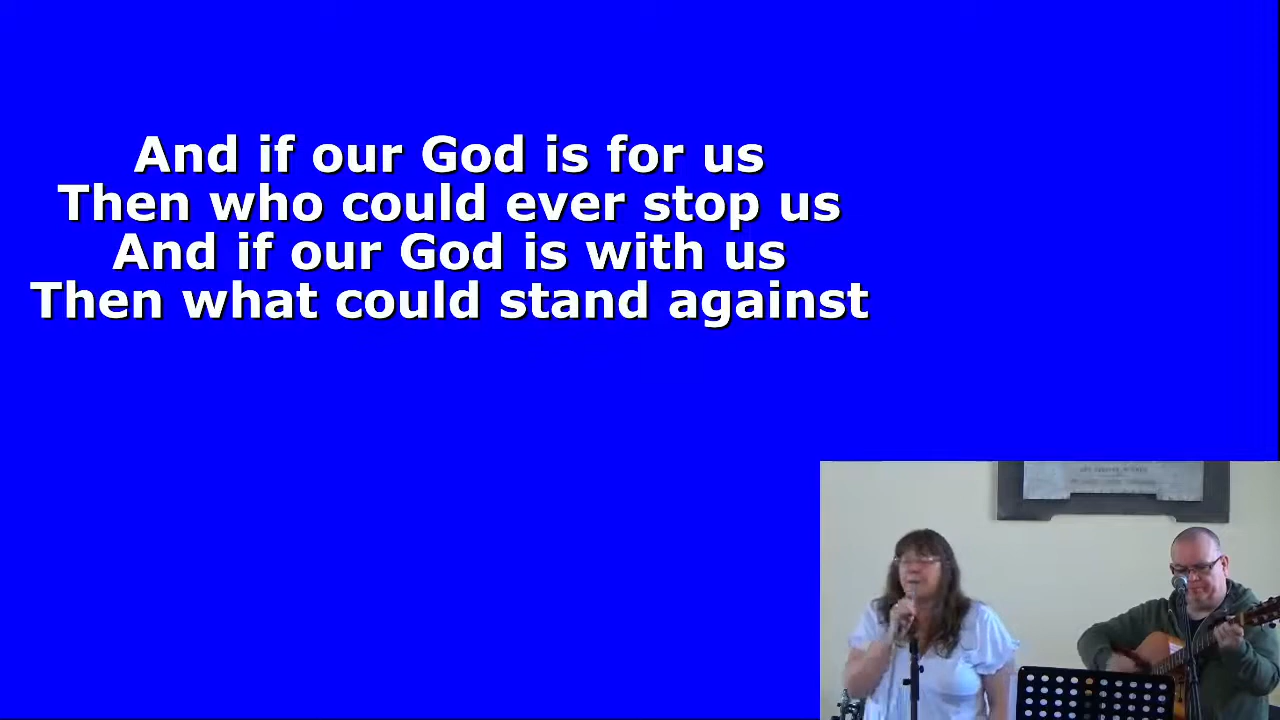 And if our God is for us
Then who could ever stop us
And if our God is with us
Then what could stand against